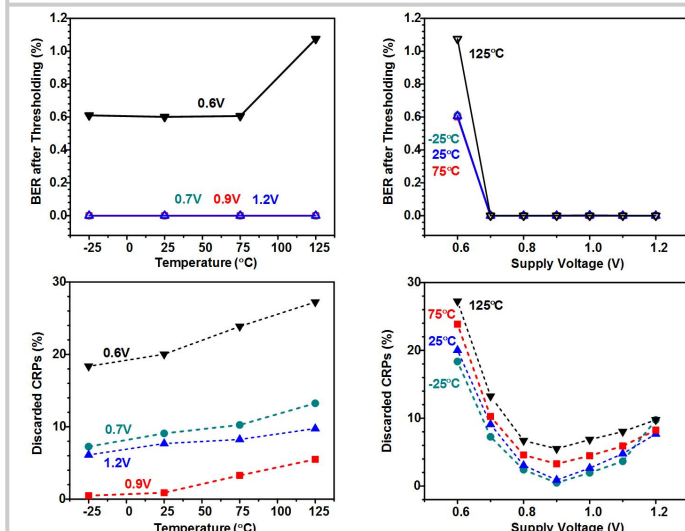 BER after Thresholding (%)
1.2
1.0
0.8
0.6
0.4
0.2
0.0
0.6V
0.7V 0.9V 1.2V
-25 0 25 50 75 100 125
Temperature (°C)
BER after Thresholding (%)
1.2
1.0
0.8
0.6
0.4
0.2
0.0
125°C
-25°C
25°C
75°C
0.6 0.8 1.0 1.2
Supply Voltage (V)
Discarded CRPs (%)
30
20
10
0
0.6V
0.7V
1.2V
0.9V
-25 0 25 50 75 100 125
Temperature (°C)
Discarded CRPs (%)
30
20
10
0
125°C
75°C
25°C
-25°C
0.6 0.8 1.0 1.2
Supply Voltage (V)